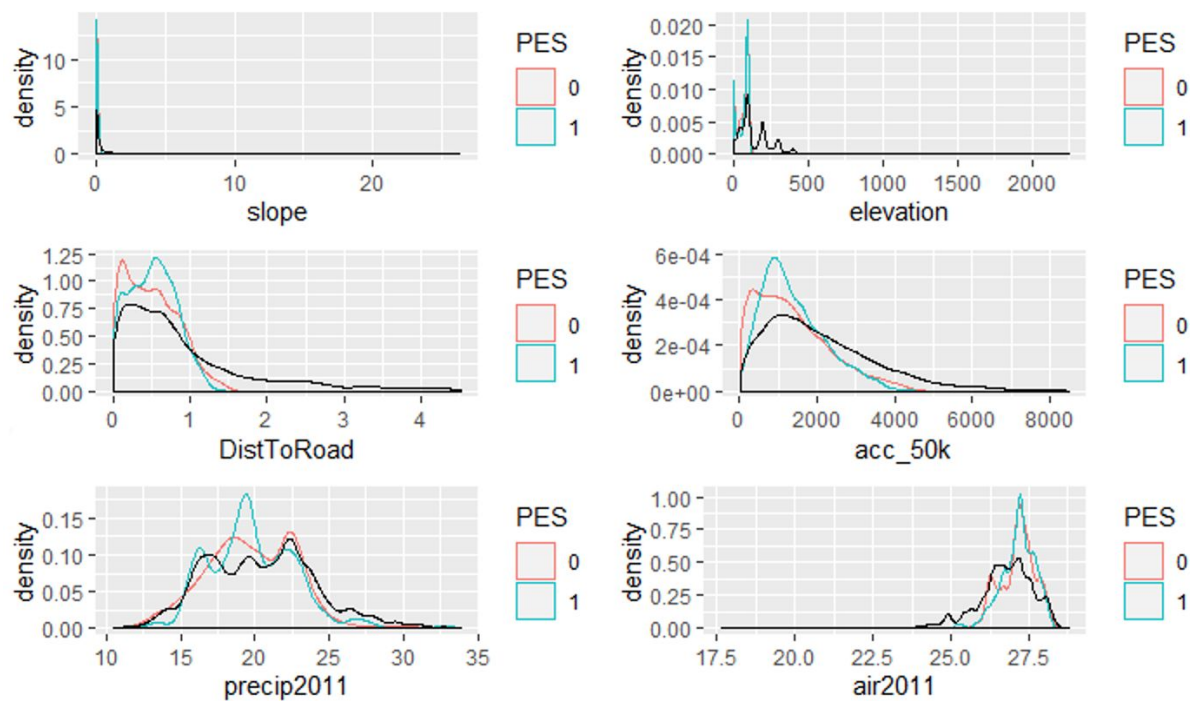 density
10
5
0
0
10
20
slope
PES
0
1
density
0.020
0.015
0.010
0.005
0.000
0
500
1000
1500
2000
elevation
PES
0
1
density
1.25
1.00
0.75
0.50
0.25
0.00
0
1
2
3
4
DistToRoad
PES
0
1
density
6e-04
4e-04
2e-04
0e+00
0
2000
4000
6000
8000
acc_50k
PES
0
1
density
0.15
0.10
0.05
0.00
10
15
20
25
30
35
precip2011
PES
0
1
density
1.00
0.75
0.50
0.25
0.00
17.5
20.0
22.5
25.0
27.5
air2011
PES
0
1